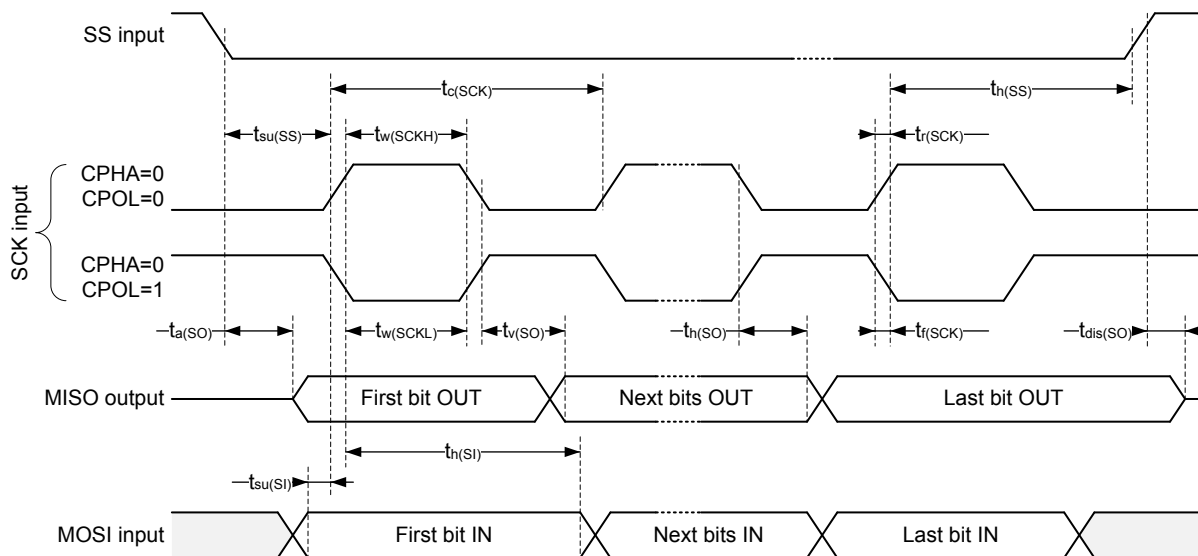 SS input
tc(SCK)
th(SS)
tsu(SS)
tw(SCKH)
tr(SCK)
SCK input
CPHA=0
CPOL=0
CPHA=0
CPOL=1
ta(SO)
tw(SCKL)
tv(SO)
th(SO)
tf(SCK)
tdis(SO)
MISO output
First bit OUT
Next bits OUT
Last bit OUT
th(SI)
tsu(SI)
MOSI input
First bit IN
Next bits IN
Last bit IN